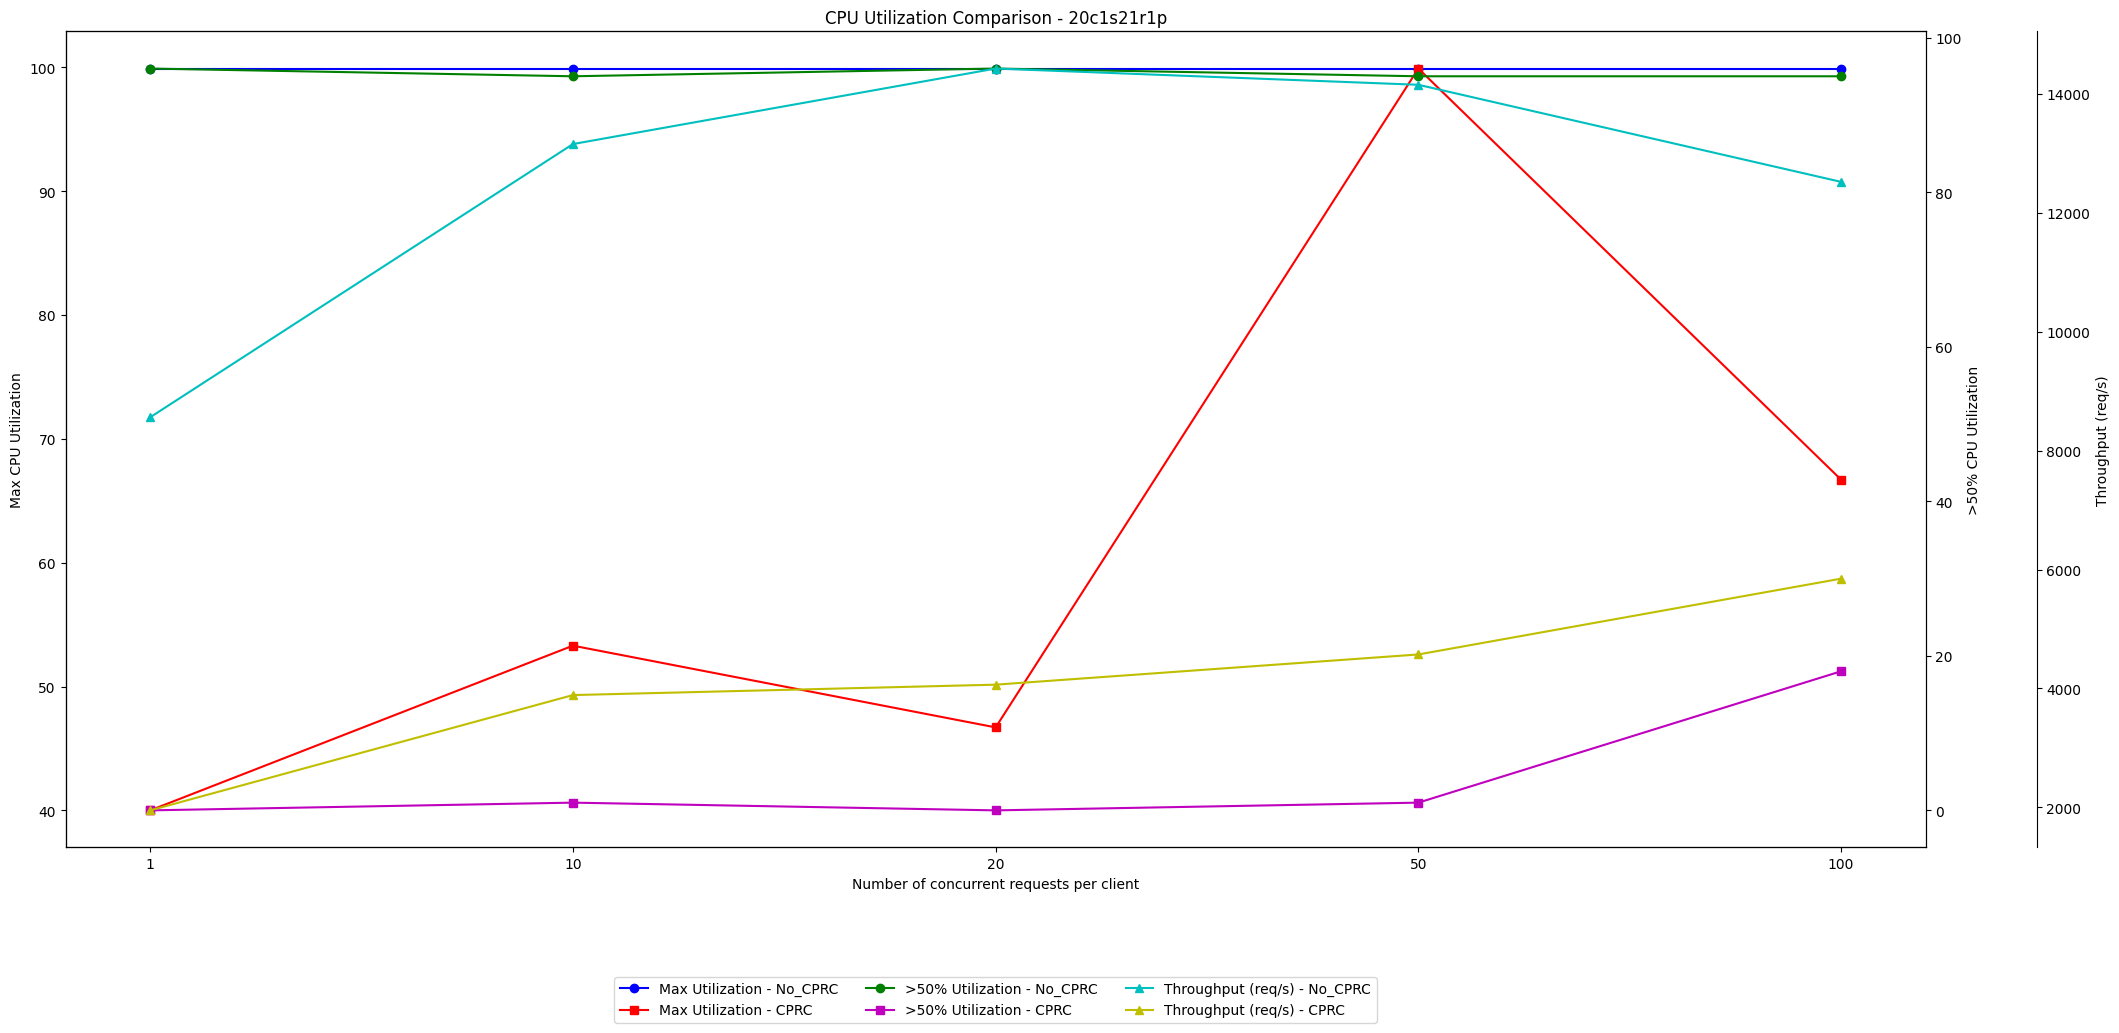 CPU Utilization Comparison - 20c1s21r1p
Max CPU Utilization
100
90
80
70
60
50
40
1
10
20
50
100
Number of concurrent requests per client
100
80
60
40
20
0
>50% CPU Utilization
14000
12000
10000
8000
6000
4000
2000
Throughput (req/s)
Max Utilization - No_CPRC
Max Utilization - CPRC
>50% Utilization - No_CPRC
>50% Utilization - CPRC
Throughput (req/s) - No_CPRC
Throughput (req/s) - CPRC